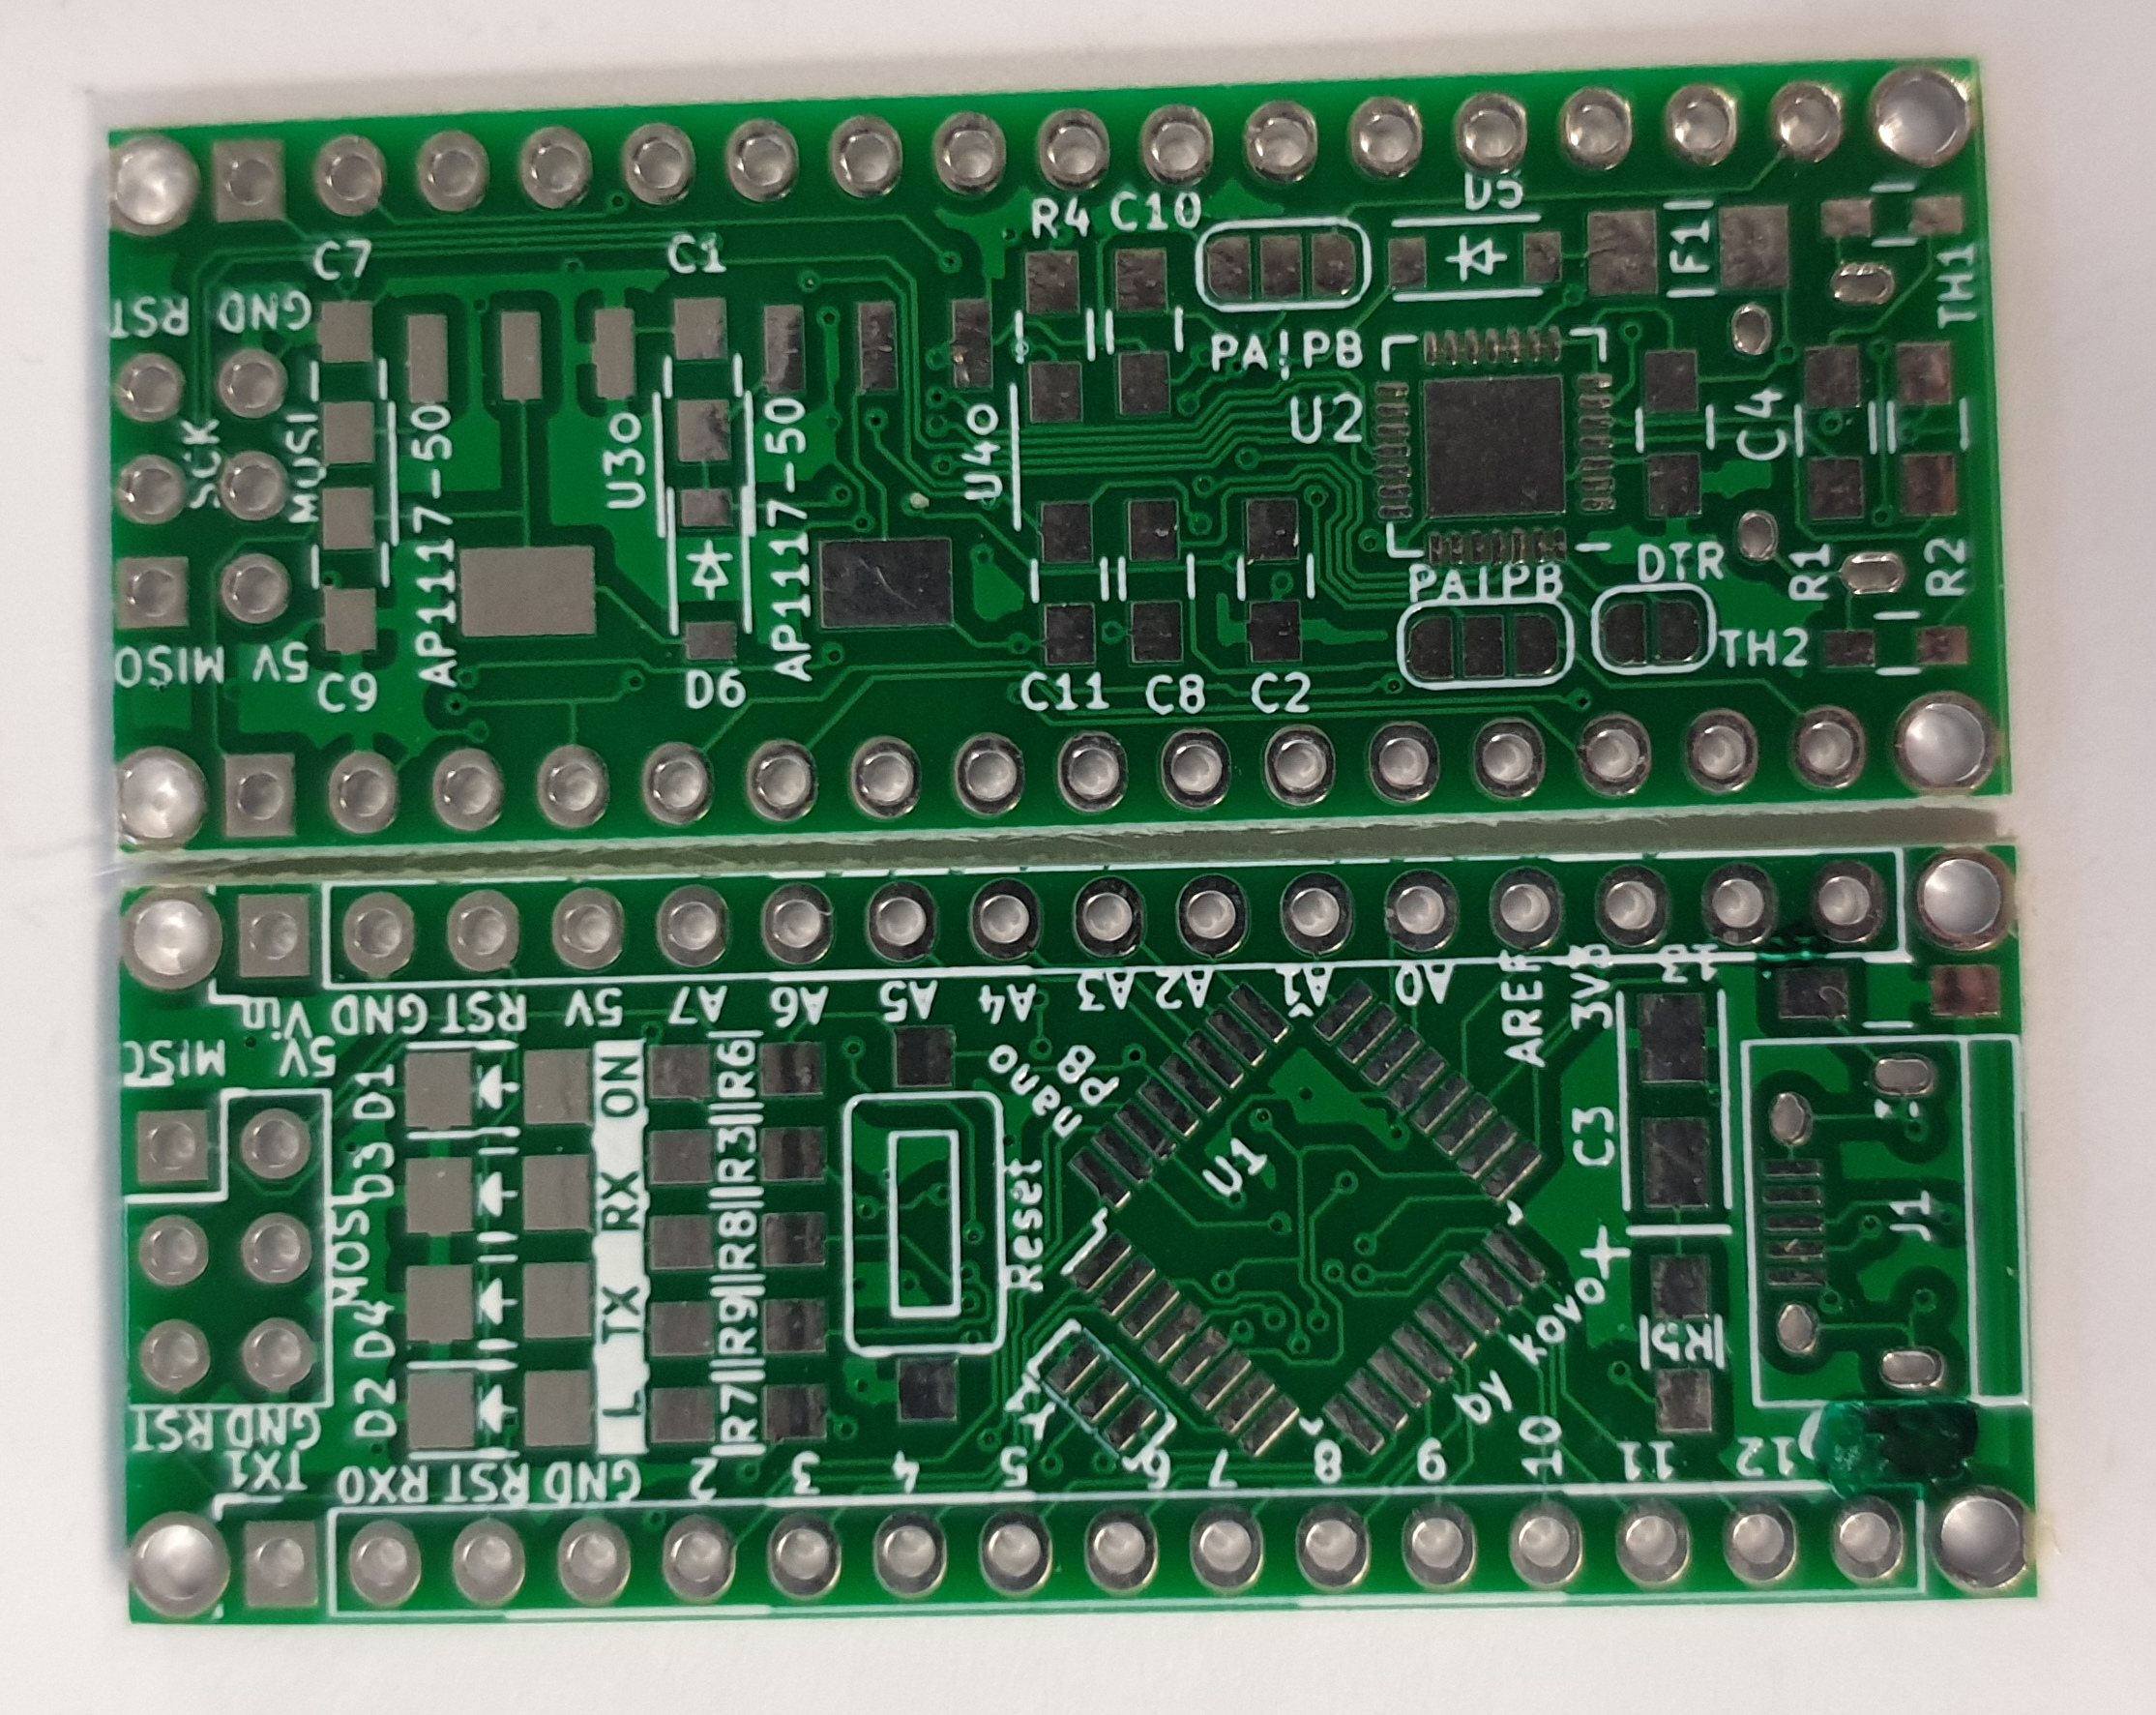 R4 C10 D5
C7 C1 F1 TH1
RST GND
PA!PB
U2
SCK MOSI
AP1117-50
U3o
AP1117-50
U4o
C4
DTR
PA|PB
R1 R2
MISO 5V
TH2
C9 D6 C11 C8 C2
Vin GND RST 5V A7 A6 A5 A4 A3 A2 A1 A0 AREF 3V3 13
5V
D1 ON R6
nano
PB
D3 RX R3
U1
C3
Reset
MOSI
J1
D4 TX R8
R9
by kovo+
R5
D2 L R7
RST GND
TX1 RX0 RST GND 2 3 4 5 6 7 8 9 10 11 12